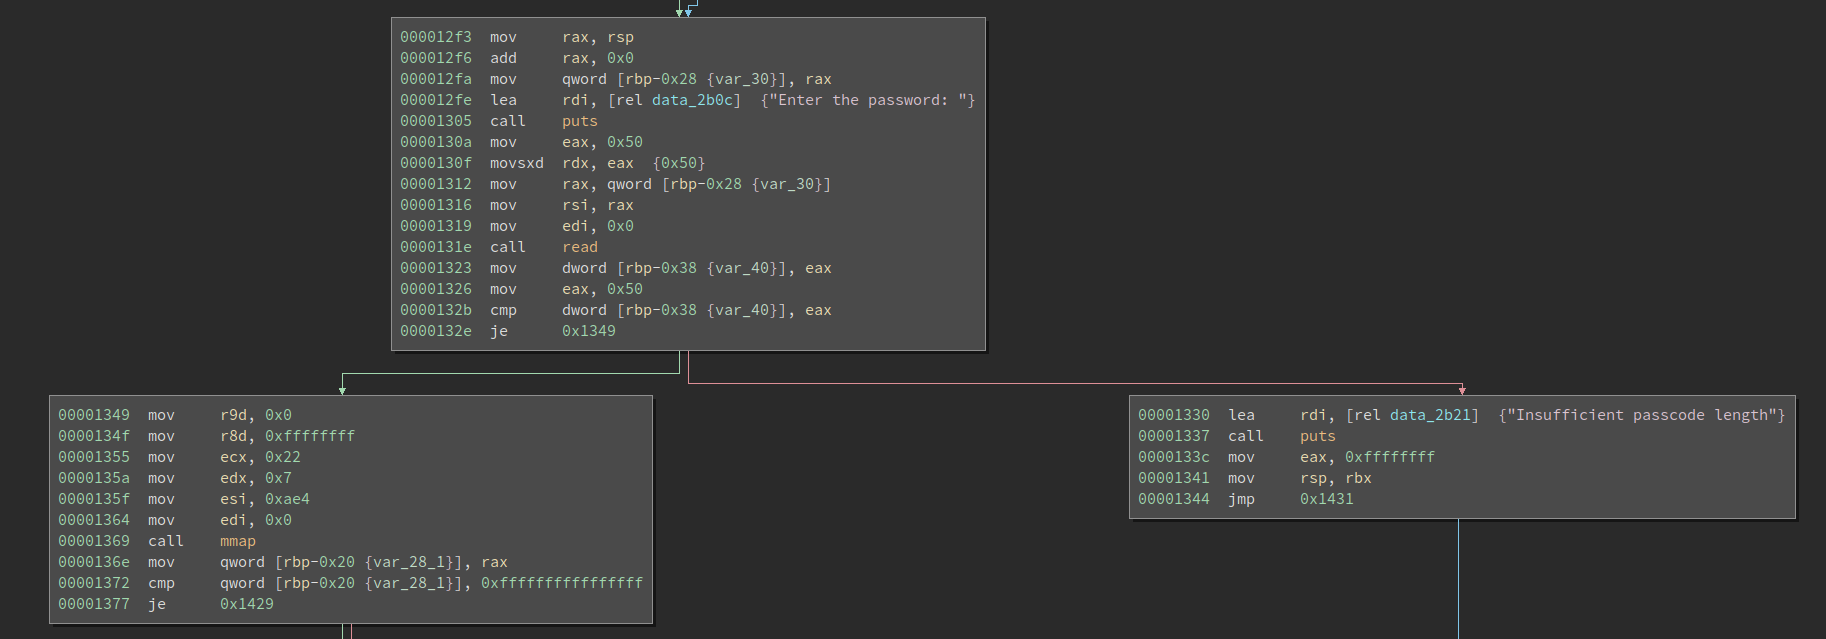 000012f3 mov rax, rsp
000012f6 add rax, 0x0
000012fa mov qword [rbp-0x28 {var_30}], rax
000012fe lea rdi, [rel data_2b0c] {"Enter the password: "}
00001305 call puts
0000130a mov eax, 0x50
0000130f movsxd rdx, eax {0x50}
00001312 mov rax, qword [rbp-0x28 {var_30}]
00001316 mov rsi, rax
00001319 mov edi, 0x0
0000131e call read
00001323 mov dword [rbp-0x38 {var_40}], eax
00001326 mov eax, 0x50
0000132b cmp dword [rbp-0x38 {var_40}], eax
0000132e je 0x1349
00001349 mov r9d, 0x0
0000134f mov r8d, 0xffffffff
00001355 mov ecx, 0x22
0000135a mov edx, 0x7
0000135f mov esi, 0xae4
00001364 mov edi, 0x0
00001369 call mmap
0000136e mov qword [rbp-0x20 {var_28_1}], rax
00001372 cmp qword [rbp-0x20 {var_28_1}], 0xffffffffffffffff
00001377 je 0x1429
00001330 lea rdi, [rel data_2b21] {"Insufficient passcode length"}
00001337 call puts
0000133c mov eax, 0xffffffff
00001341 mov rsp, rbx
00001344 jmp 0x1431